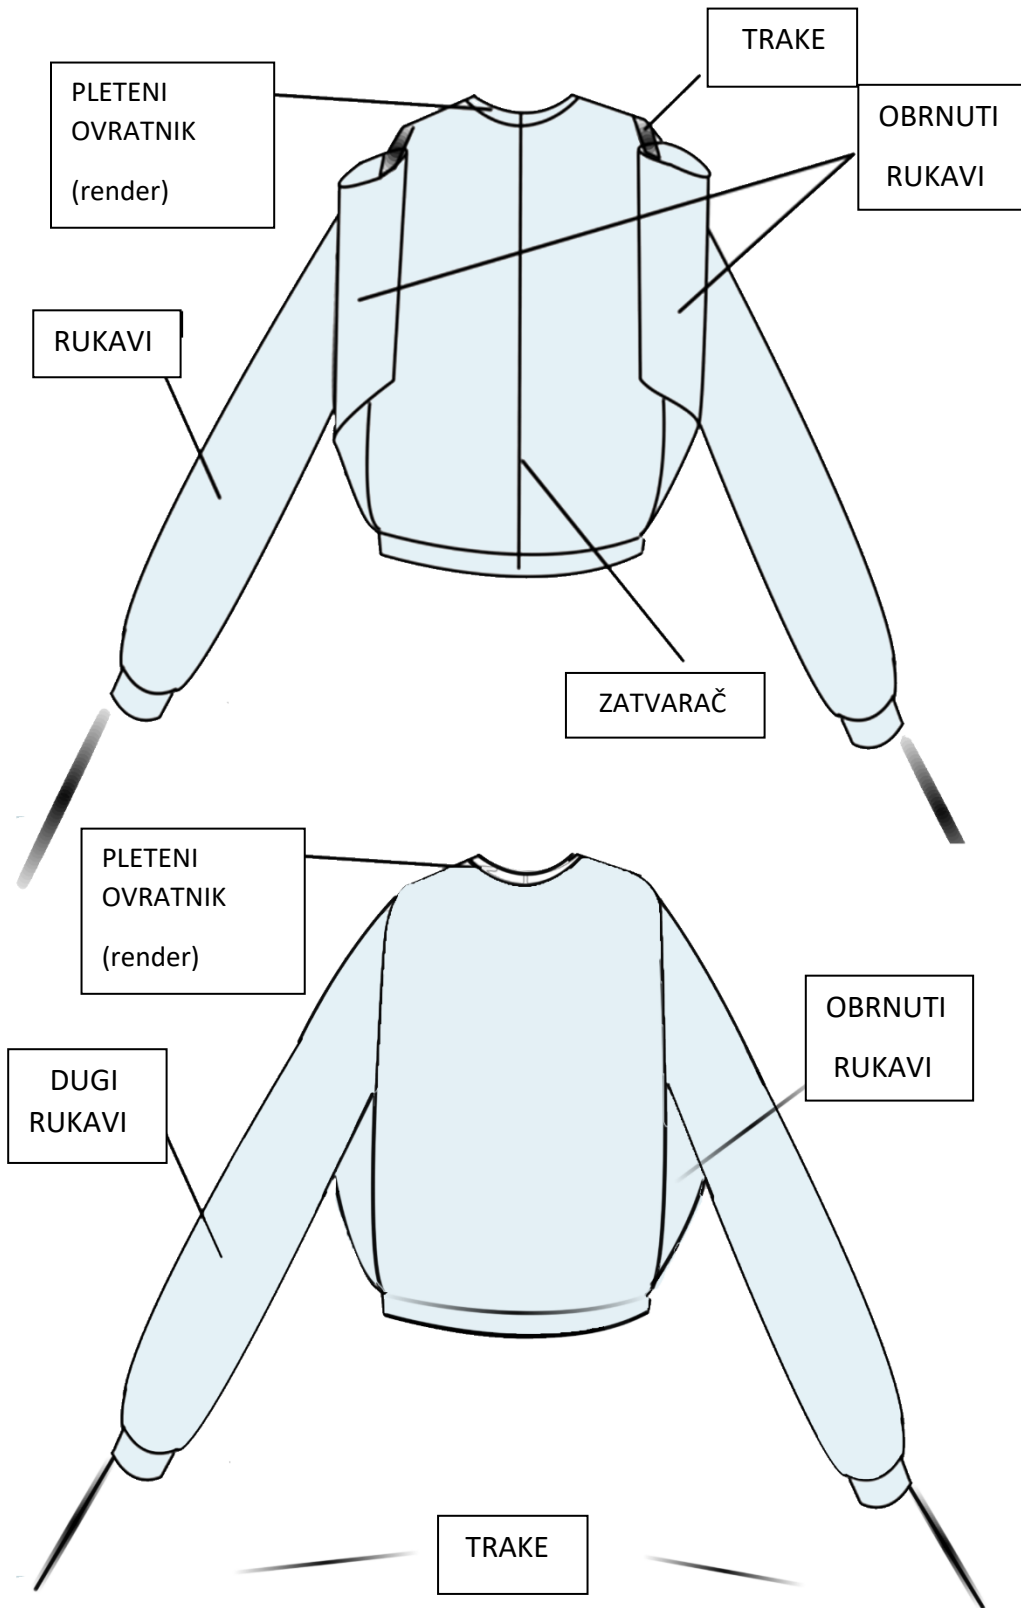 TRAKE
PLETENI
OVRATNIK
(render)
OBRNUTI
RUKAVI
RUKAVI
ZATVARAČ
PLETENI
OVRATNIK
(render)
OBRNUTI
RUKAVI
DUGI
RUKAVI
TRAKE